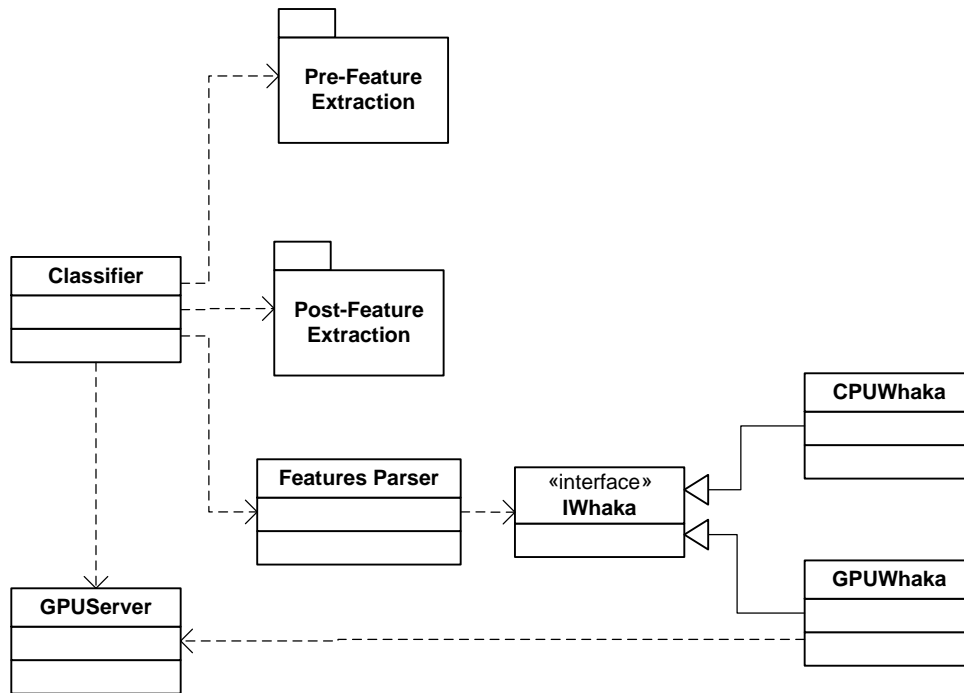 Pre-Feature
Extraction
Classifier
Post-Feature
Extraction
CPUWhaka
Features Parser
«interface»
IWhaka
GPUServer
GPUWhaka